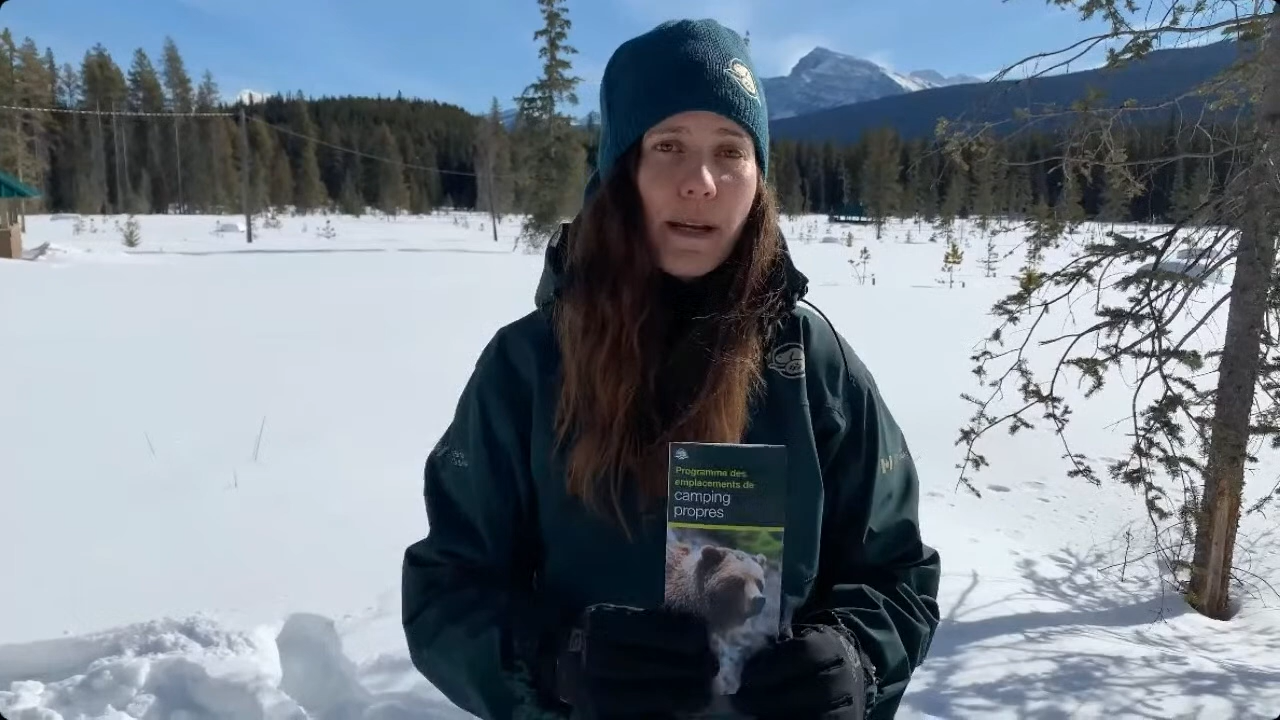 Programme des
emplacements de
camping
propres